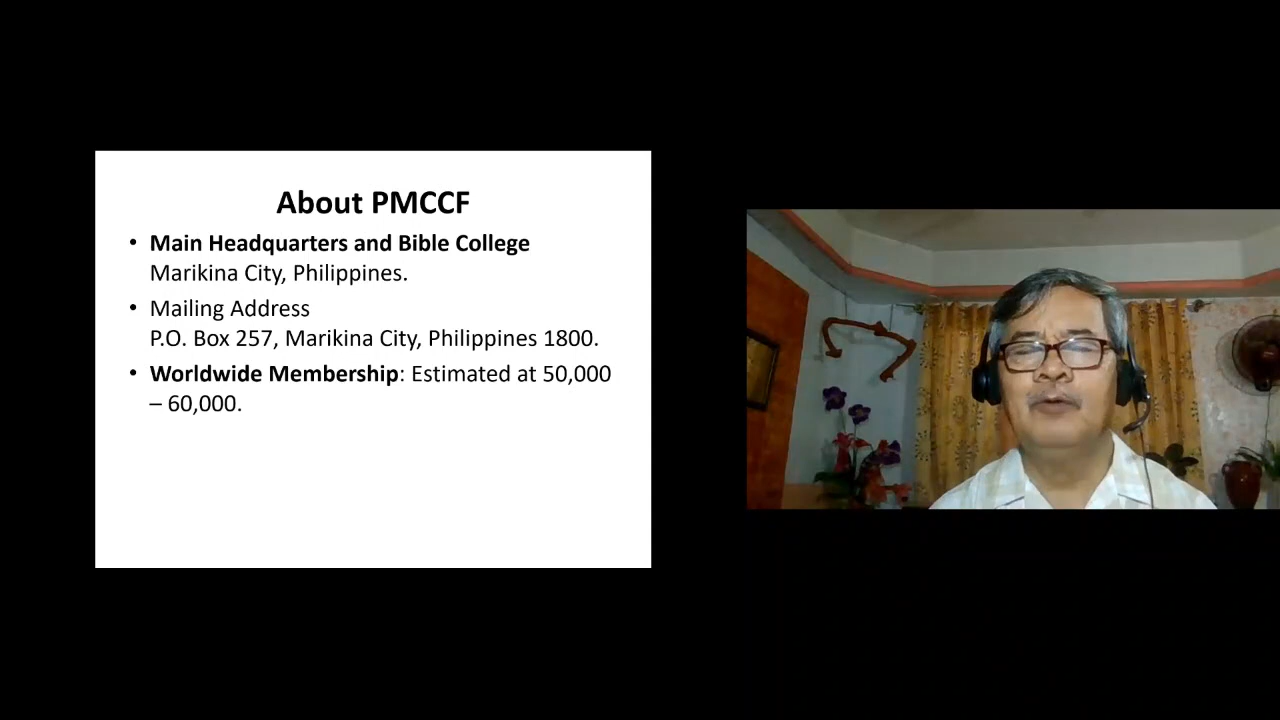 About PMCCF
• Main Headquarters and Bible College
Marikina City, Philippines.
• Mailing Address
P.O. Box 257, Marikina City, Philippines 1800.
• Worldwide Membership: Estimated at 50,000
– 60,000.